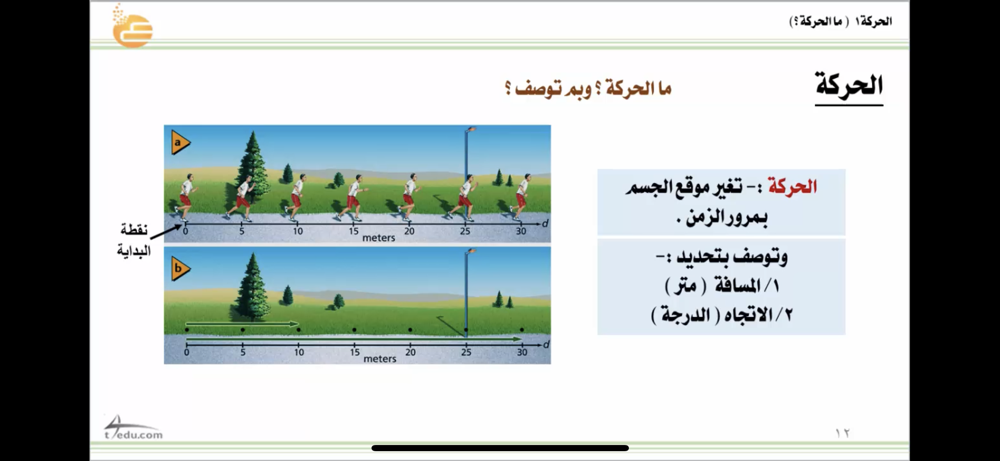 الحركة١ ( ما الحركة؟)
الحركة
ما الحركة ؟ وبم توصف ؟
الحركة :- تغير موقع الجسم
بمرور الزمن .
وتوصف بتحديد :-
١/ المسافة ( متر )
٢/ الاتجاه ( الدرجة )
a
نقطة
البداية
0 5 10 15 20 25 30 d
meters
b
0 5 10 15 20 25 30 d
meters
t4edu.com
١٢